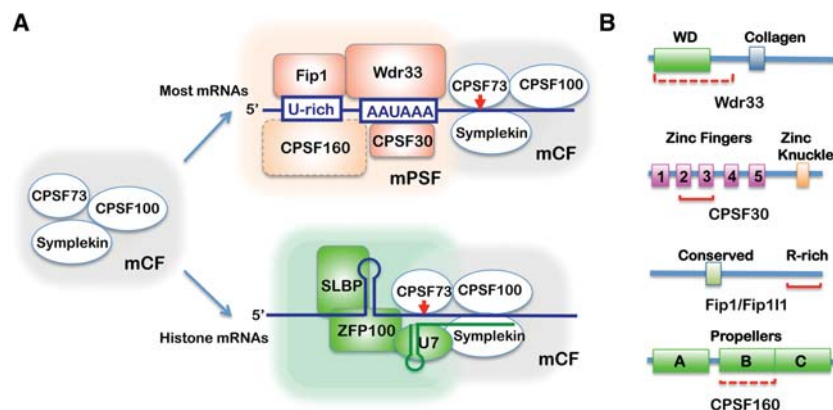 A
Most mRNAs
5'
Fip1
Wdr33
U-rich
AAUAAA
CPSF160
CPSF30
mPSF
CPSF73
CPSF100
Symplekin
mCF
CPSF73
CPSF100
Symplekin
mCF
Histone mRNAs
5'
SLBP
ZFP100
U7
CPSF73
CPSF100
Symplekin
mCF
B
WD
Collagen
Wdr33
Zinc Fingers
Zinc
Knuckle
1 2 3 4 5
CPSF30
Conserved
R-rich
Fip1/Fip1l1
Propellers
A B C
CPSF160